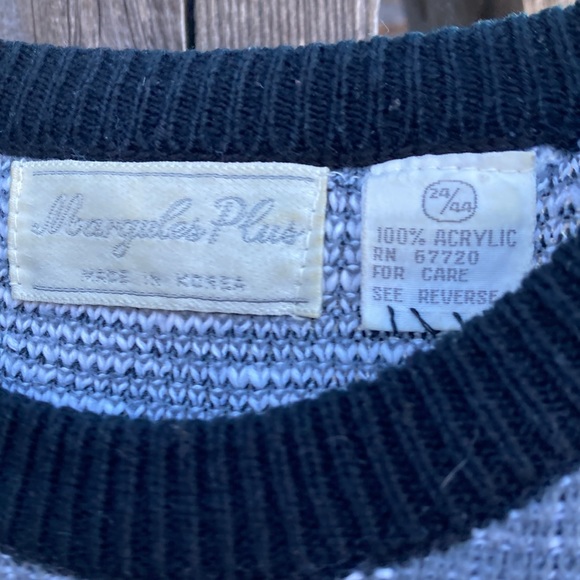 Margules Plus
MADE IN KOREA
24/44
100% ACRYLIC
RN 67720
FOR CARE
SEE REVERSE